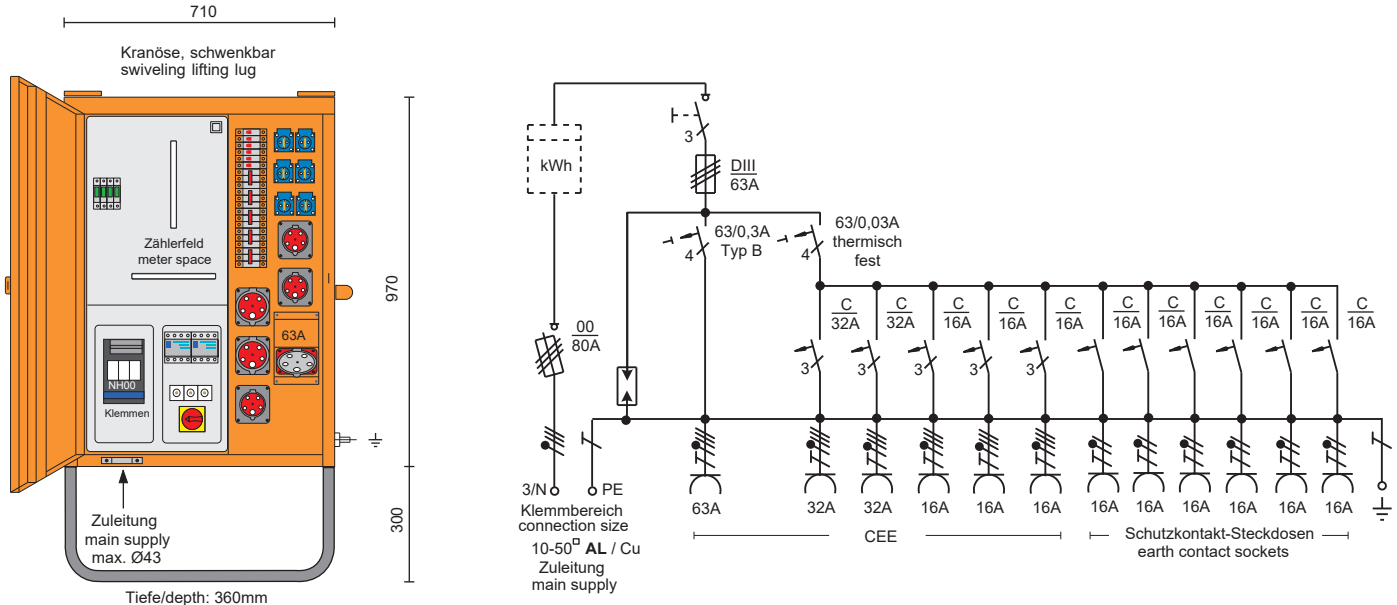 710
Kranöse, schwenkbar
swiveling lifting lug
Zählerfeld
meter space
63A
NH00
Klemmen
970
300
Zuleitung
main supply
max. Ø43
Tiefe/depth: 360mm
kWh
3
DIII
63A
63/0,3A
Typ B
4
63/0,03A
thermisch
fest
4
00
80A
C
32A
C
32A
C
16A
C
16A
C
16A
C
16A
C
16A
C
16A
C
16A
C
16A
C
16A
3
3
3
3
3
3/N
PE
Klemmbereich
connection size
10-50□ AL / Cu
Zuleitung
main supply
63A
32A
32A
16A
16A
16A
16A
16A
16A
16A
16A
16A
CEE
Schutzkontakt-Steckdosen
earth contact sockets